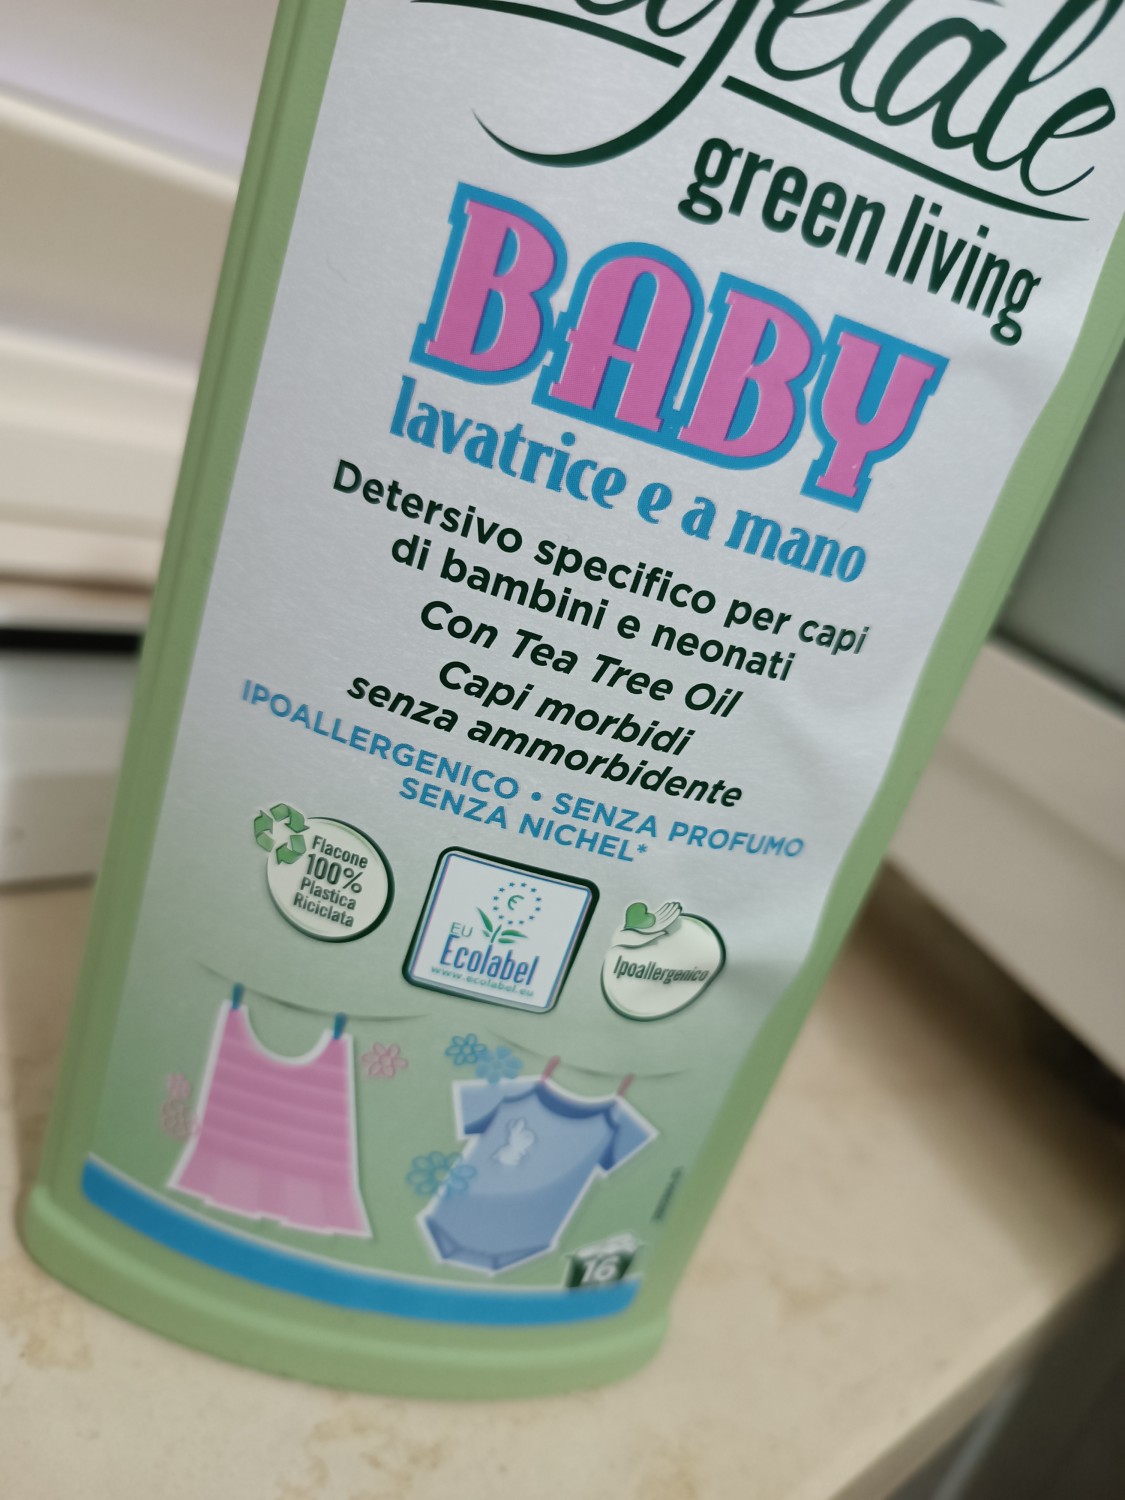 green living
BABY
lavatrice e a mano
Detersivo specifico per capi
di bambini e neonati
Con Tea Tree Oil
Capi morbidi
senza ammorbidente
IPOALLERGENICO • SENZA PROFUMO
SENZA NICHEL*
Flacone
100%
Plastica
Riciclata
EU
Ecolabel
www.ecolabel.eu
Ipoallergenico
16